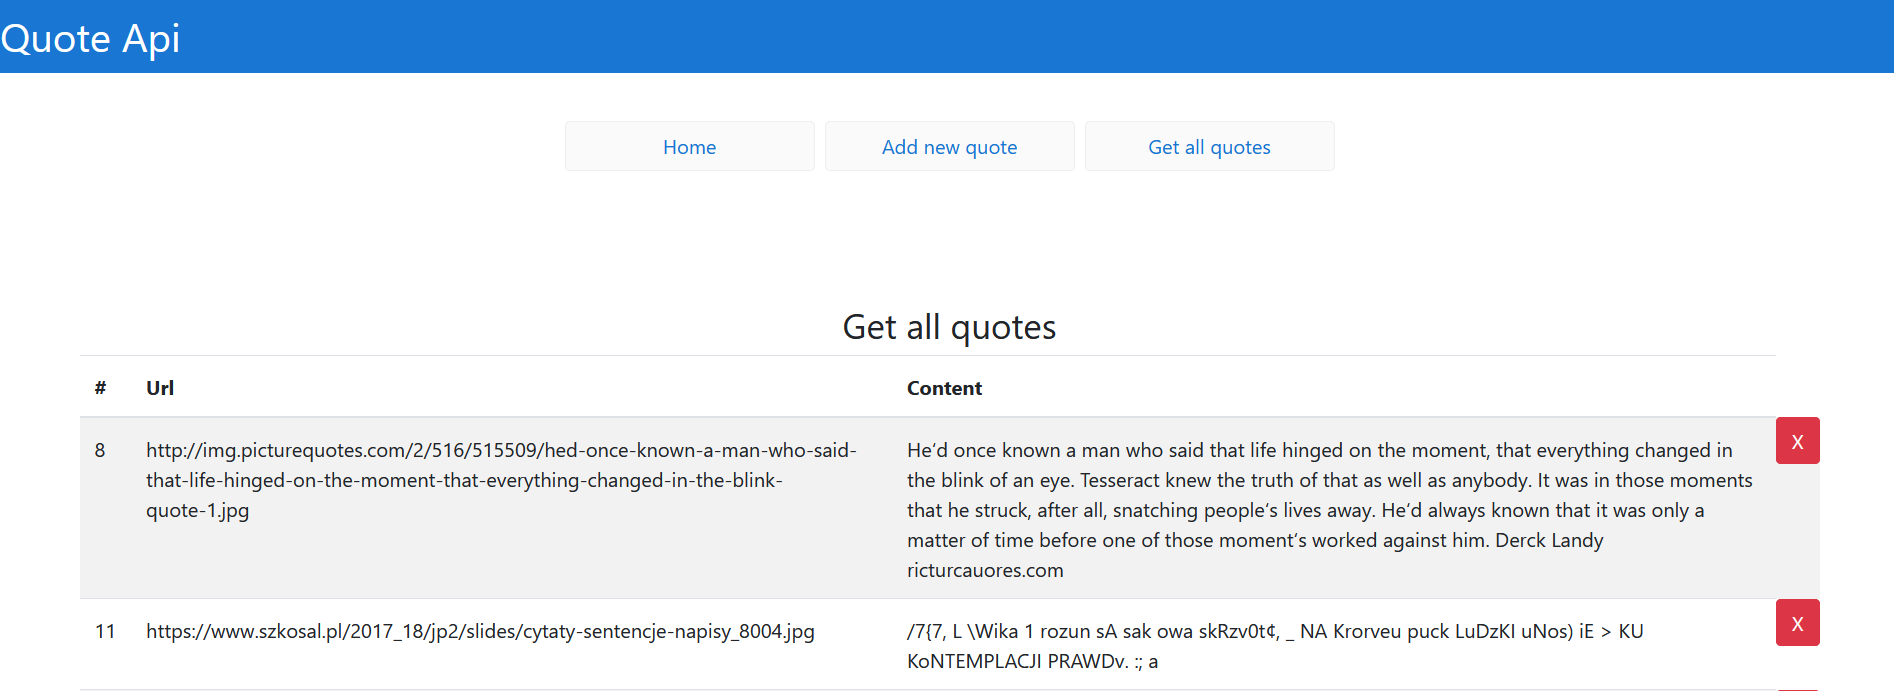 Quote Api
Home
Add new quote
Get all quotes
Get all quotes
# Url Content
8 http://img.picturequotes.com/2/516/515509/hed-once-known-a-man-who-said-
that-life-hinged-on-the-moment-that-everything-changed-in-the-blink-
quote-1.jpg
He‘d once known a man who said that life hinged on the moment, that everything changed in
the blink of an eye. Tesseract knew the truth of that as well as anybody. It was in those moments
that he struck, after all, snatching people‘s lives away. He‘d always known that it was only a
matter of time before one of those moment‘s worked against him. Derck Landy
ricturcauores.com
X
11 https://www.szkosal.pl/2017_18/jp2/slides/cytaty-sentencje-napisy_8004.jpg
/7{7, L \Wika 1 rozun sA sak owa skRzv0t¢, _ NA Krorveu puck LuDzKI uNos) iE > KU
KoNTEMPLACJI PRAWDv. :; a
X